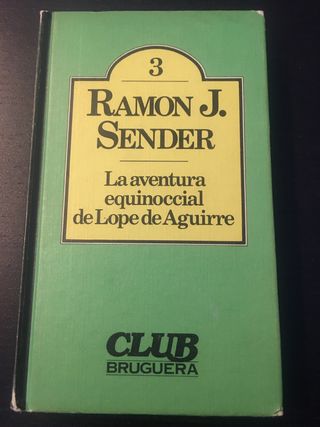 3
RAMON J.
SENDER
La aventura
equinoccial
de Lope de Aguirre
CLUB
BRUGUERA